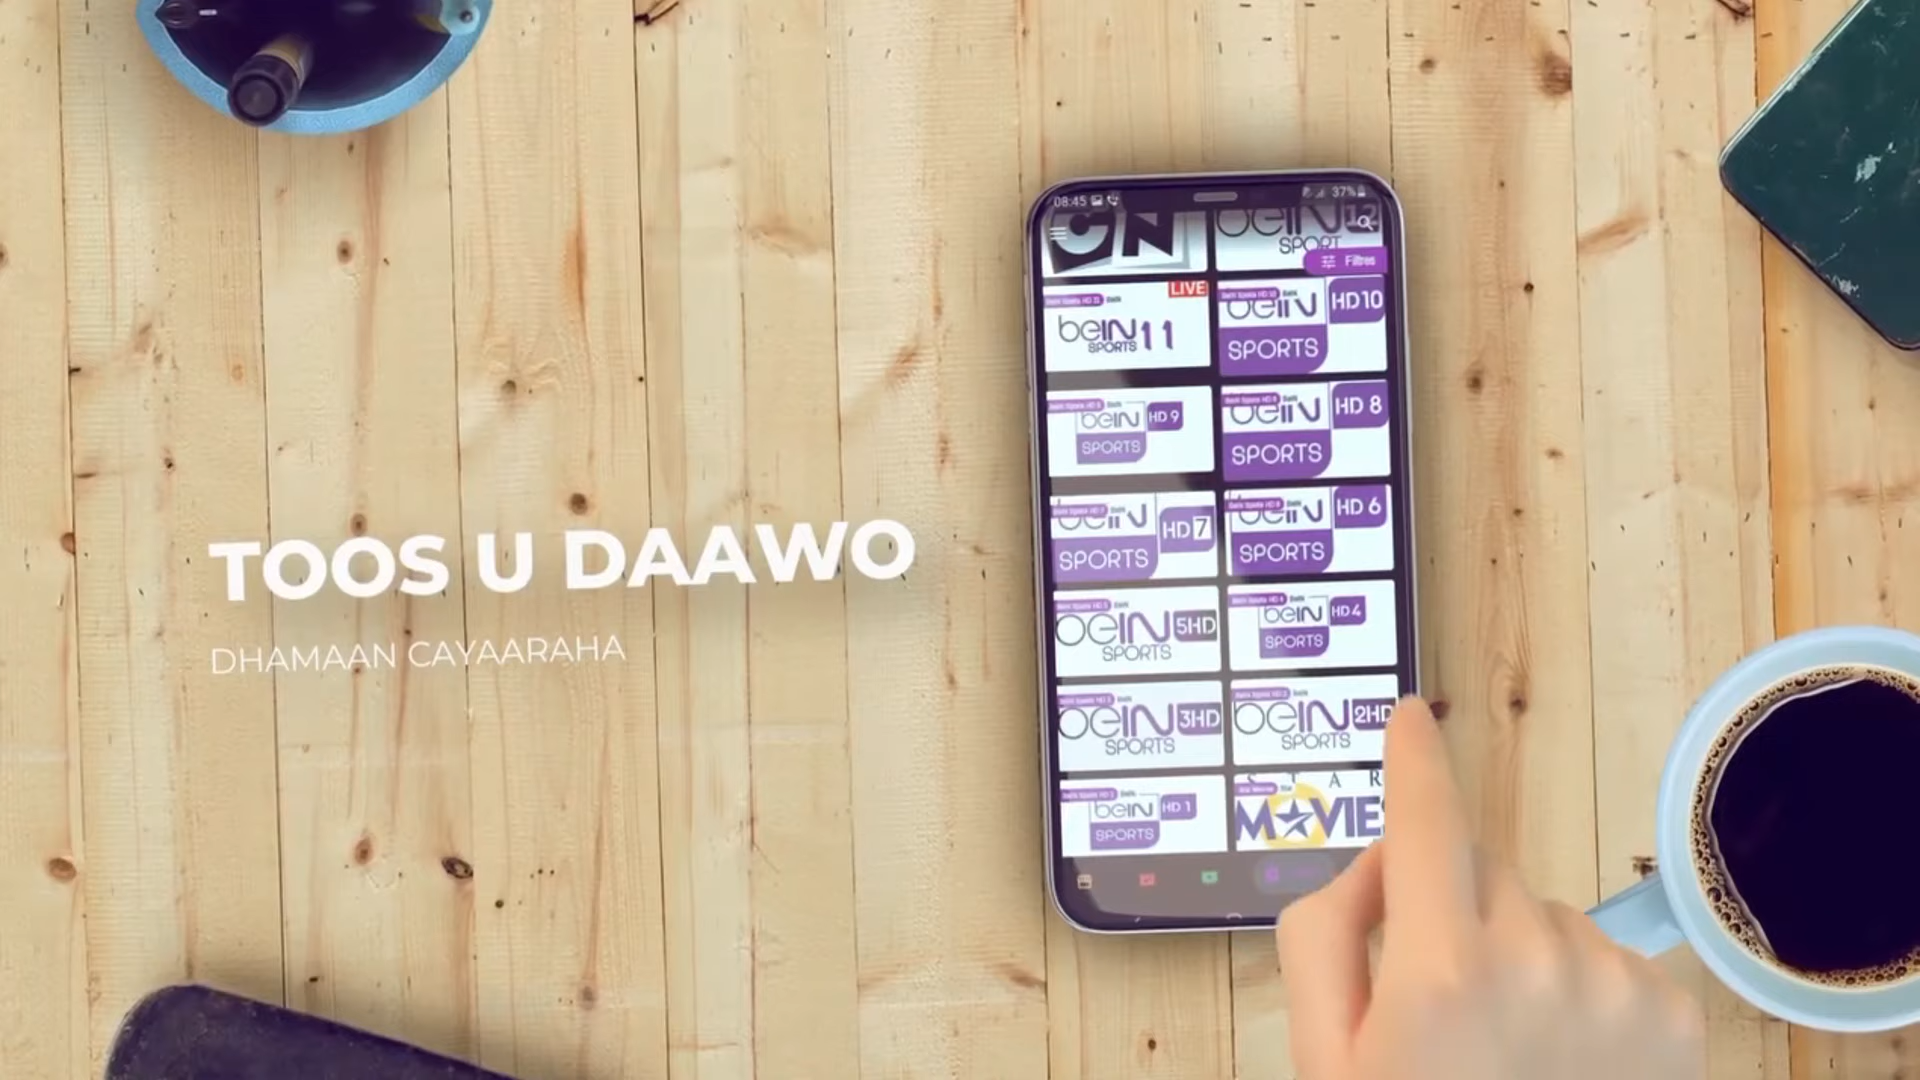 TOOS U DAAWO
DHAMAAN CAYAARAHA
08:45
37%
CN
beIN 12
SPORT
Filtres
LIVE
beIN 11
SPORTS
beIN HD10
SPORTS
beIN HD 9
SPORTS
beIN HD 8
SPORTS
beIN HD 7
SPORTS
beIN HD 6
SPORTS
beIN 5HD
SPORTS
beIN HD 4
SPORTS
beIN 3HD
SPORTS
beIN 2HD
SPORTS
beIN HD 1
SPORTS
STAR
MOVIES